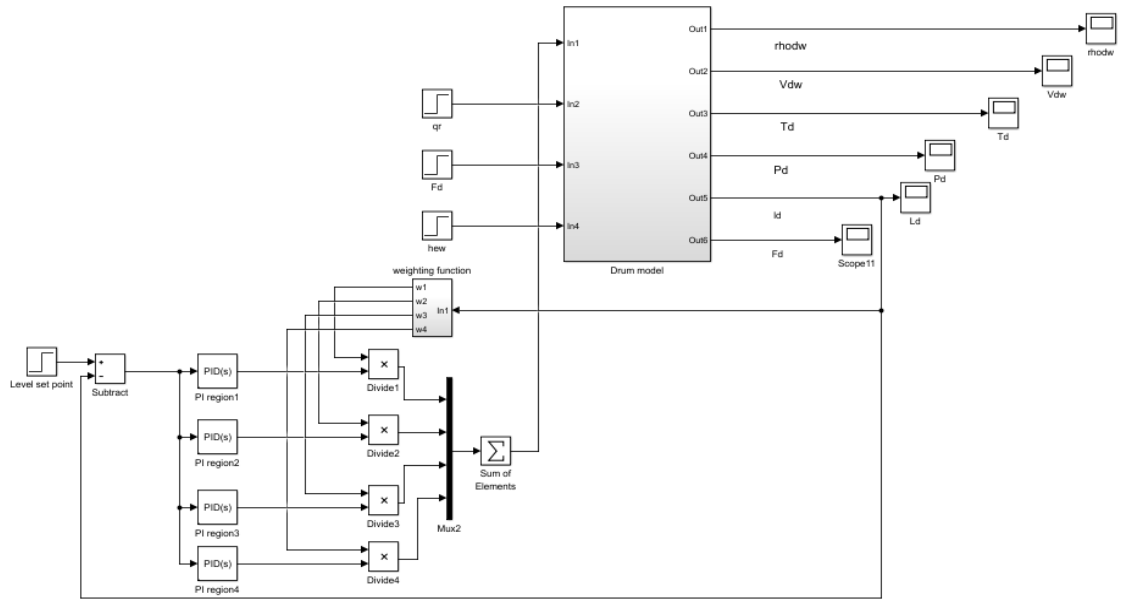 Out1
rhodw
rhodw
In1
Out2
Vdw
Vdw
In2
qr
Out3
Td
Td
In3
Fd
Out4
Pd
Pd
In4
hew
Out5
ld
Ld
Out6
Fd
Scope11
Drum model
weighting function
w1
w2
w3
w4
In1
Level set point
+
−
Subtract
PID(s)
PI region1
×
Divide1
PID(s)
PI region2
×
Divide2
PID(s)
PI region3
×
Divide3
PID(s)
PI region4
×
Divide4
Mux2
Σ
Sum of
Elements